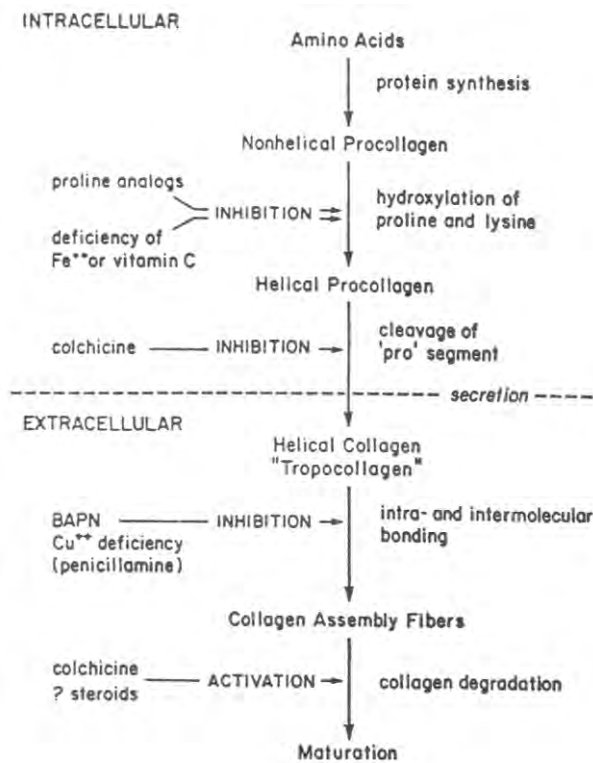 INTRACELLULAR
Amino Acids
protein synthesis
Nonhelical Procollagen
proline analogs
INHIBITION
hydroxylation of
proline and lysine
deficiency of
Fe++ or vitamin C
Helical Procollagen
colchicine
INHIBITION
cleavage of
'pro' segment
secretion
EXTRACELLULAR
Helical Collagen
"Tropocollagen"
BAPN
Cu++ deficiency
(penicillamine)
INHIBITION
intra- and intermolecular
bonding
Collagen Assembly Fibers
colchicine
? steroids
ACTIVATION
collagen degradation
Maturation